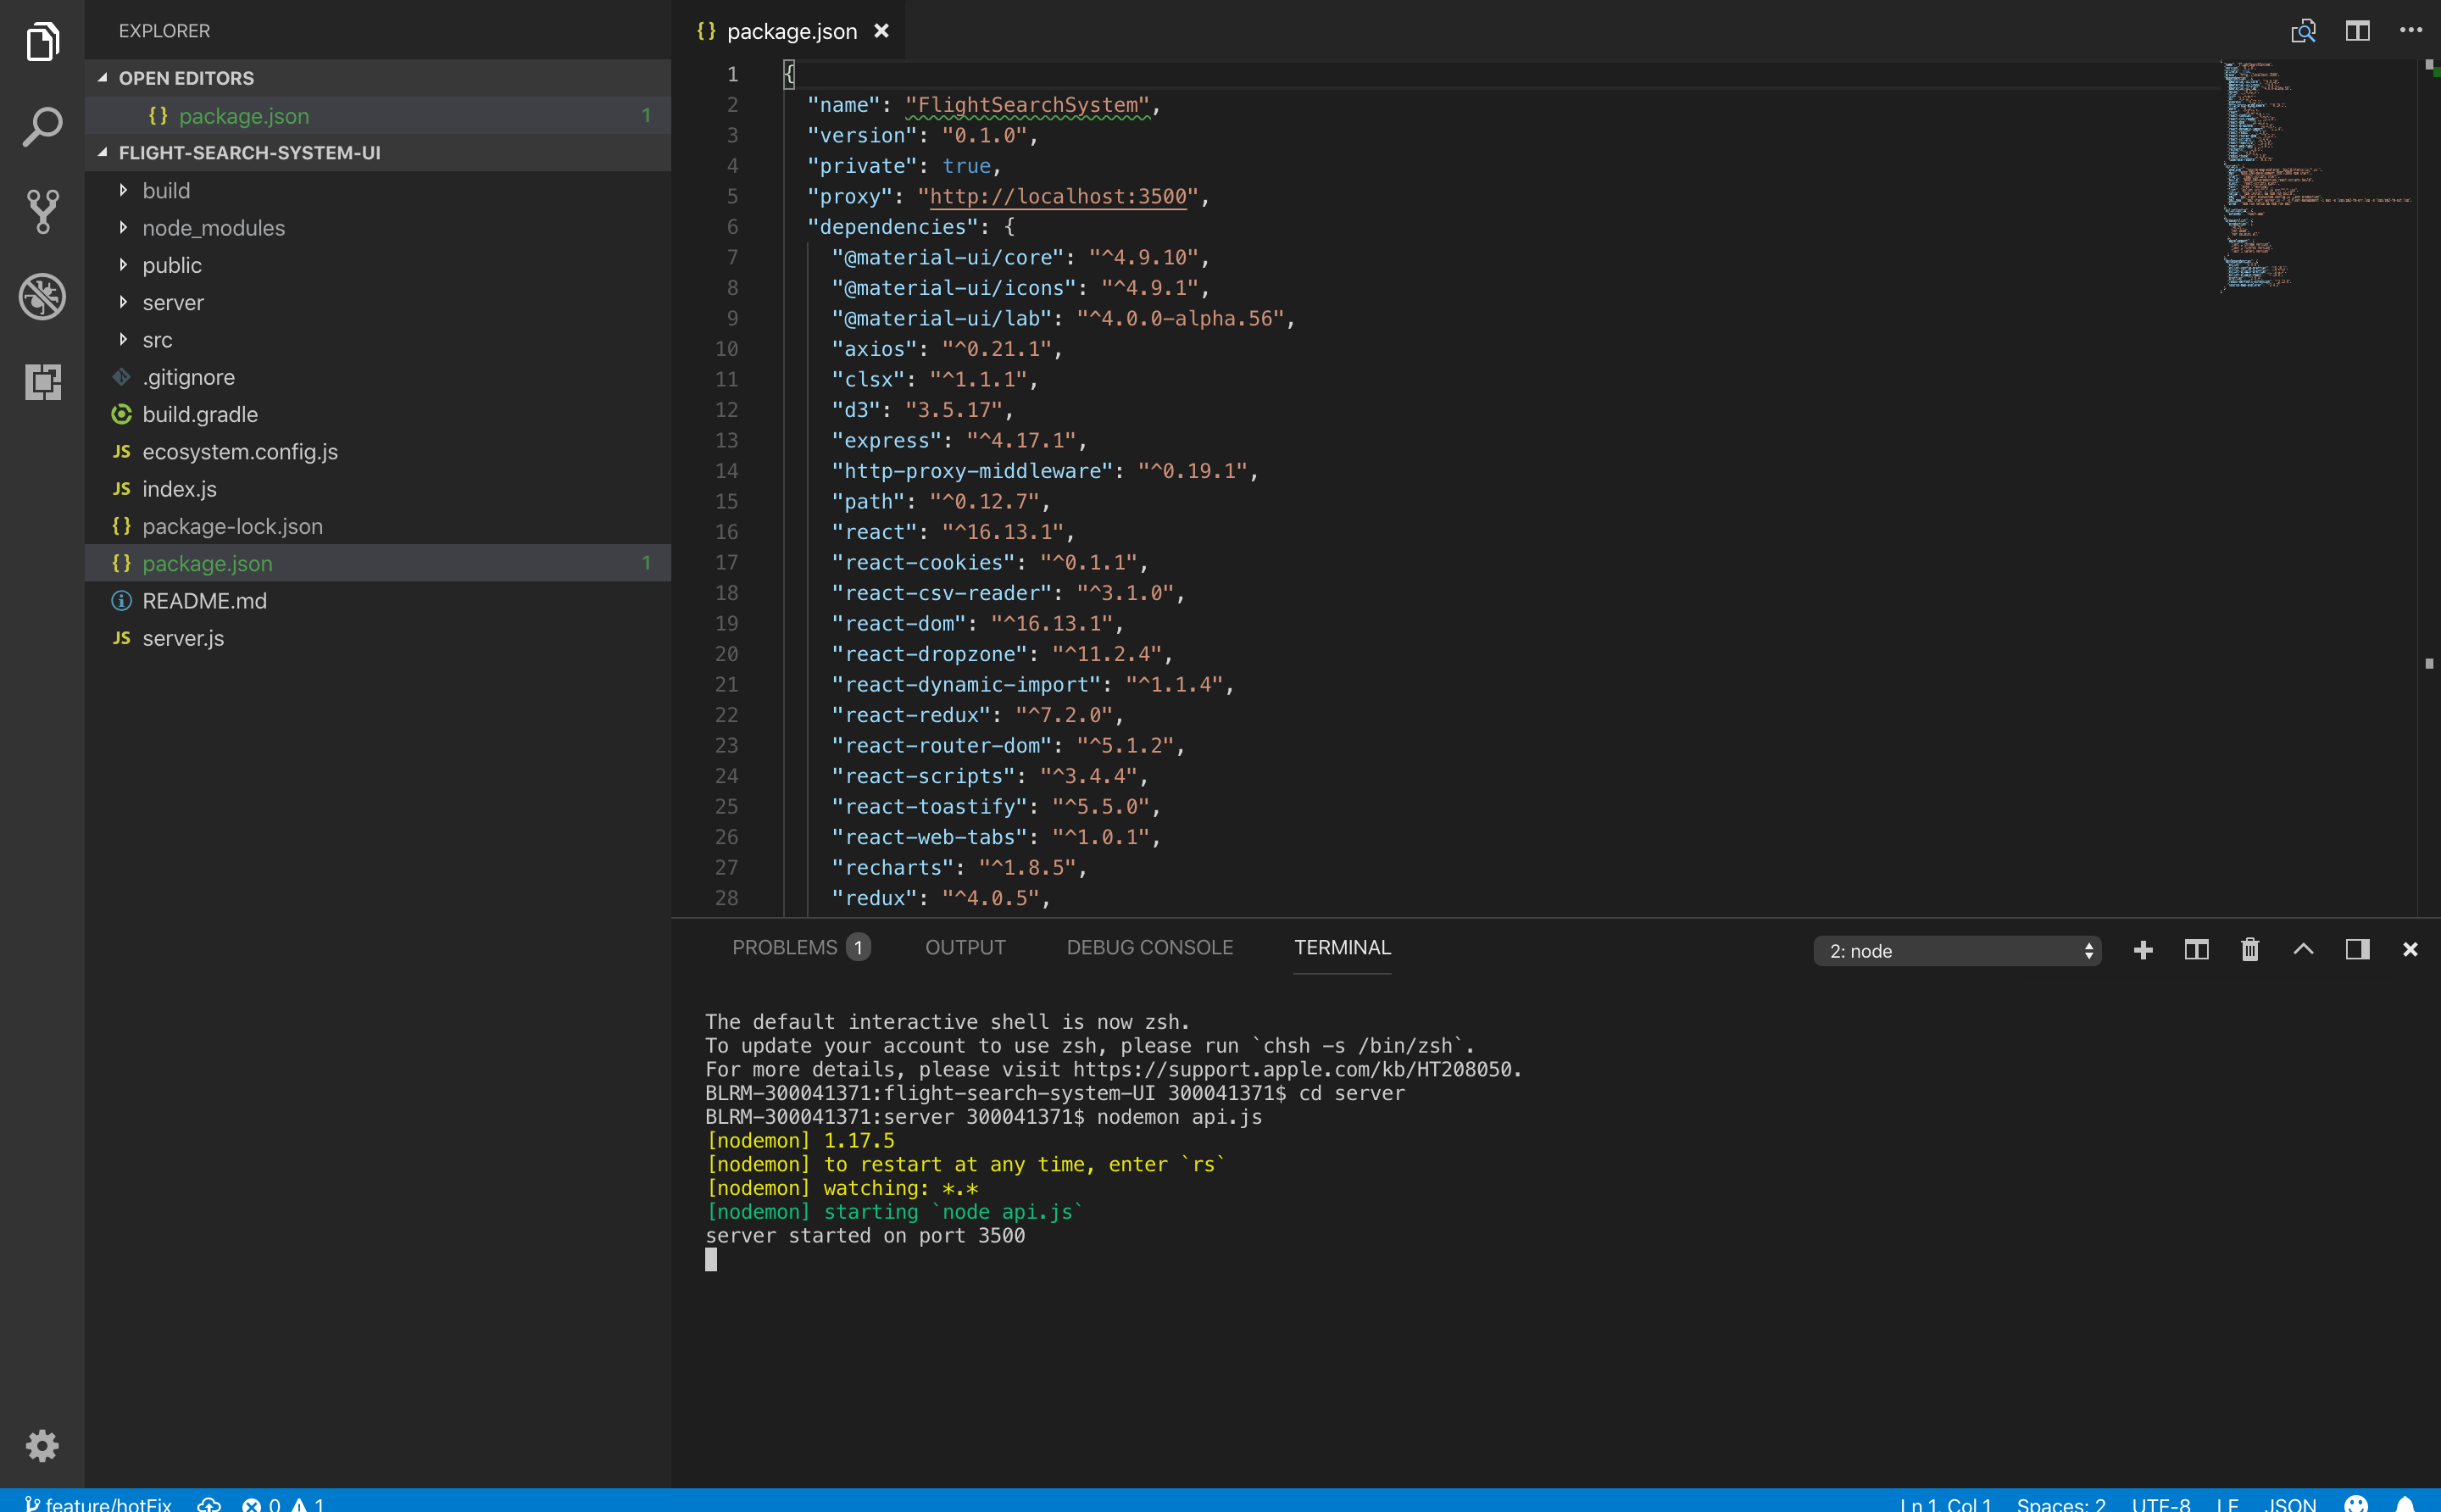 EXPLORER
OPEN EDITORS
{} package.json 1
FLIGHT-SEARCH-SYSTEM-UI
build
node_modules
public
server
src
.gitignore
build.gradle
JS ecosystem.config.js
JS index.js
{} package-lock.json
{} package.json 1
README.md
JS server.js
{} package.json
1 {
2 "name": "FlightSearchSystem",
3 "version": "0.1.0",
4 "private": true,
5 "proxy": "http://localhost:3500",
6 "dependencies": {
7 "@material-ui/core": "^4.9.10",
8 "@material-ui/icons": "^4.9.1",
9 "@material-ui/lab": "^4.0.0-alpha.56",
10 "axios": "^0.21.1",
11 "clsx": "^1.1.1",
12 "d3": "3.5.17",
13 "express": "^4.17.1",
14 "http-proxy-middleware": "^0.19.1",
15 "path": "^0.12.7",
16 "react": "^16.13.1",
17 "react-cookies": "^0.1.1",
18 "react-csv-reader": "^3.1.0",
19 "react-dom": "^16.13.1",
20 "react-dropzone": "^11.2.4",
21 "react-dynamic-import": "^1.1.4",
22 "react-redux": "^7.2.0",
23 "react-router-dom": "^5.1.2",
24 "react-scripts": "^3.4.4",
25 "react-toastify": "^5.5.0",
26 "react-web-tabs": "^1.0.1",
27 "recharts": "^1.8.5",
28 "redux": "^4.0.5",
PROBLEMS 1 OUTPUT DEBUG CONSOLE TERMINAL 2: node
The default interactive shell is now zsh.
To update your account to use zsh, please run `chsh -s /bin/zsh`.
For more details, please visit https://support.apple.com/kb/HT208050.
BLRM-300041371:flight-search-system-UI 300041371$ cd server
BLRM-300041371:server 300041371$ nodemon api.js
[nodemon] 1.17.5
[nodemon] to restart at any time, enter `rs`
[nodemon] watching: *.*
[nodemon] starting `node api.js`
server started on port 3500
feature/hotFix 0 1 Ln 1, Col 1 Spaces: 2 UTF-8 LF JSON